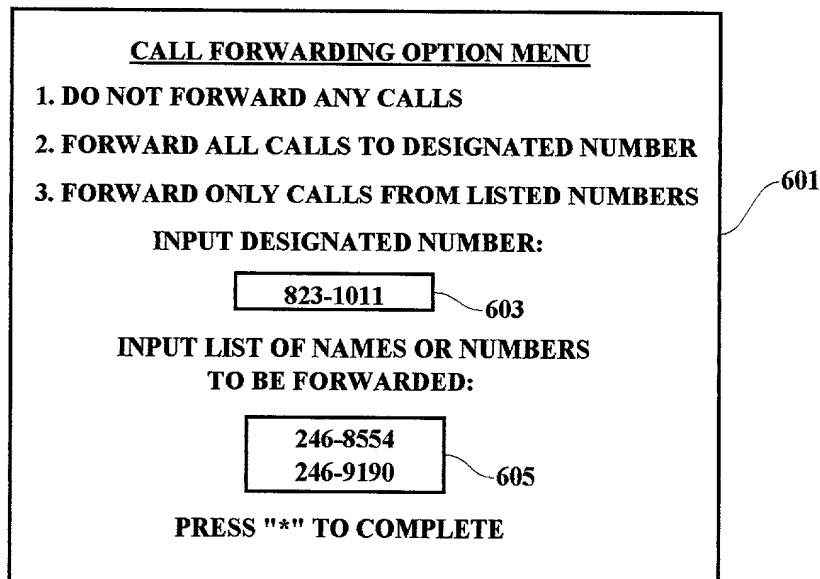 CALL FORWARDING OPTION MENU
1. DO NOT FORWARD ANY CALLS
2. FORWARD ALL CALLS TO DESIGNATED NUMBER
3. FORWARD ONLY CALLS FROM LISTED NUMBERS
601
INPUT DESIGNATED NUMBER:
823-1011
603
INPUT LIST OF NAMES OR NUMBERS
TO BE FORWARDED:
246-8554
246-9190
605
PRESS "*" TO COMPLETE